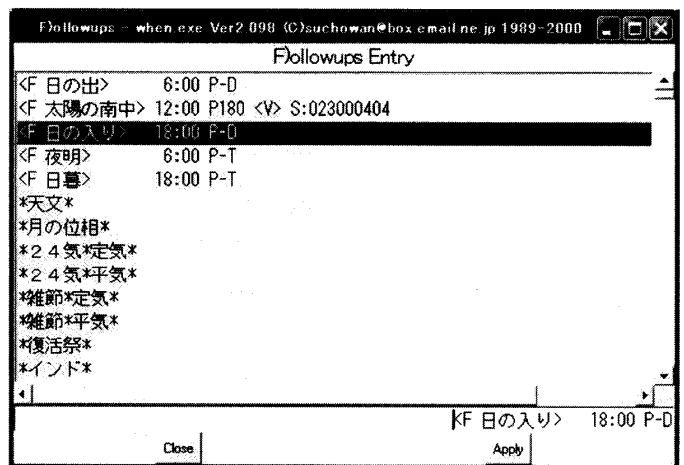 F)ollowups - when.exe Ver2.098 (C)suchowan@box.email.ne.jp 1989-2000
F)ollowups Entry
<F 日の出> 6:00 P-D
<F 太陽の南中> 12:00 P180 <V> S:023000404
<F 日の入り> 18:00 P-D
<F 夜明> 6:00 P-T
<F 日暮> 18:00 P-T
*天文*
*月の位相*
*２４気*定気*
*２４気*平気*
*雑節*定気*
*雑節*平気*
*復活祭*
*インド*
<F 日の入り> 18:00 P-D
Close Apply